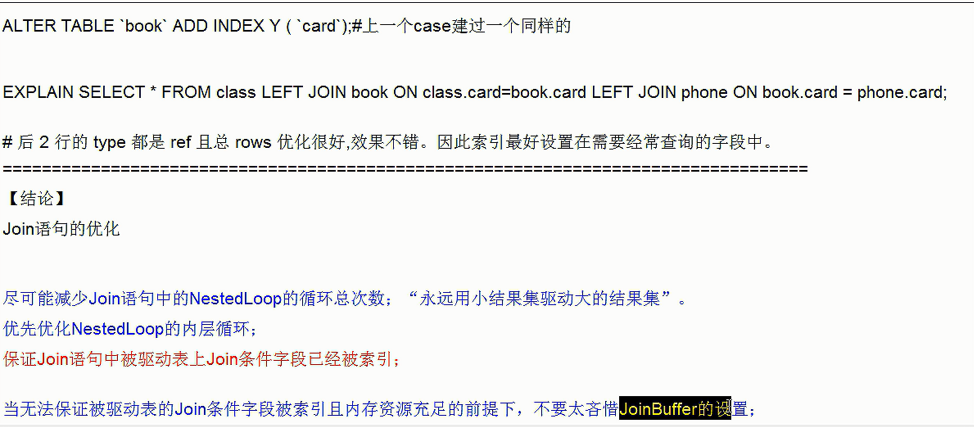 ALTER TABLE `book` ADD INDEX Y ( `card`);#上一个case建过一个同样的
EXPLAIN SELECT * FROM class LEFT JOIN book ON class.card=book.card LEFT JOIN phone ON book.card = phone.card;
# 后 2 行的 type 都是 ref 且总 rows 优化很好,效果不错。因此索引最好设置在需要经常查询的字段中。
==================================================================================
【结论】
Join语句的优化
尽可能减少Join语句中的NestedLoop的循环总次数；“永远用小结果集驱动大的结果集”。
优先优化NestedLoop的内层循环；
保证Join语句中被驱动表上Join条件字段已经被索引；
当无法保证被驱动表的Join条件字段被索引且内存资源充足的前提下，不要太吝惜JoinBuffer的设置；